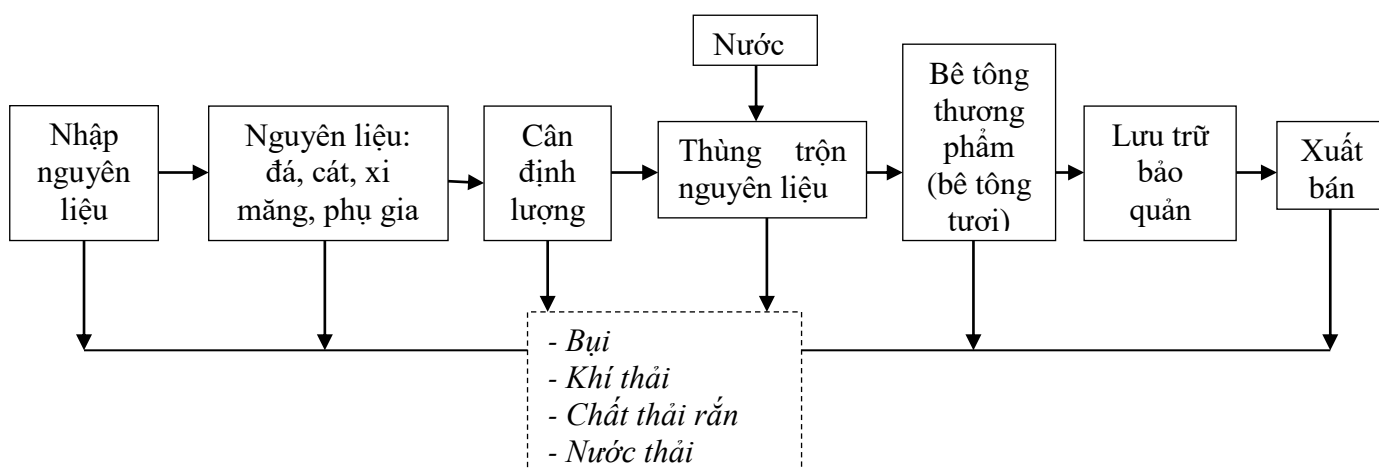 Nước
Nhập
nguyên
liệu
Nguyên liệu:
đá, cát, xi
măng, phụ gia
Cân
định
lượng
Thùng trộn
nguyên liệu
Bê tông
thương
phẩm
(bê tông
tươi)
Lưu trữ
bảo
quản
Xuất
bán
- Bụi
- Khí thải
- Chất thải rắn
- Nước thải